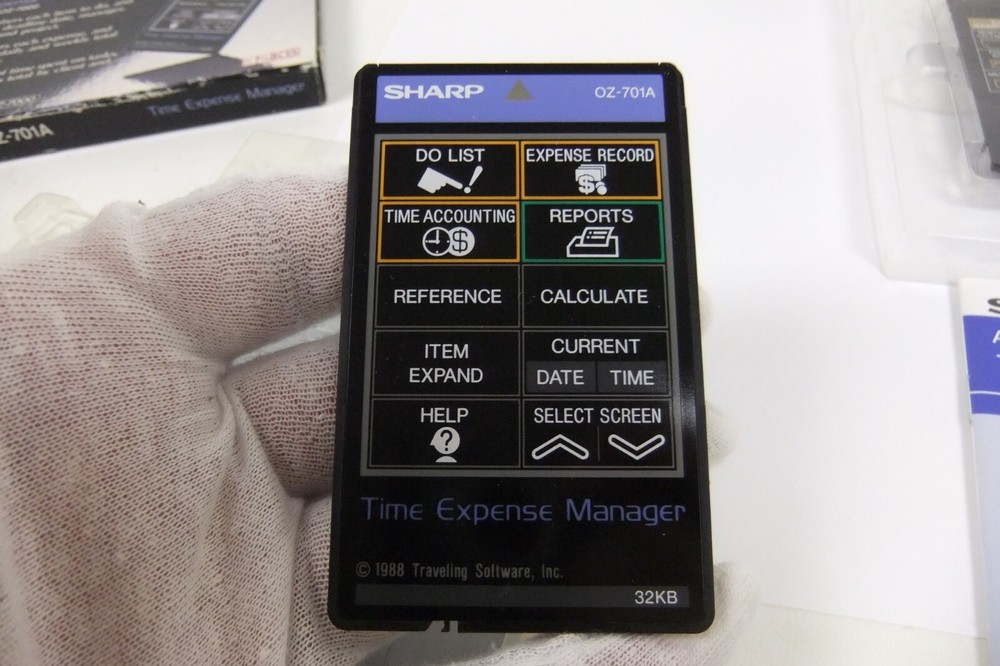 Time Expense Manager
OZ-701A
SHARP OZ-701A
DO LIST EXPENSE RECORD
TIME ACCOUNTING REPORTS
REFERENCE CALCULATE
ITEM EXPAND
CURRENT
DATE TIME
HELP
SELECT SCREEN
Time Expense Manager
© 1988 Traveling Software, Inc.
32KB